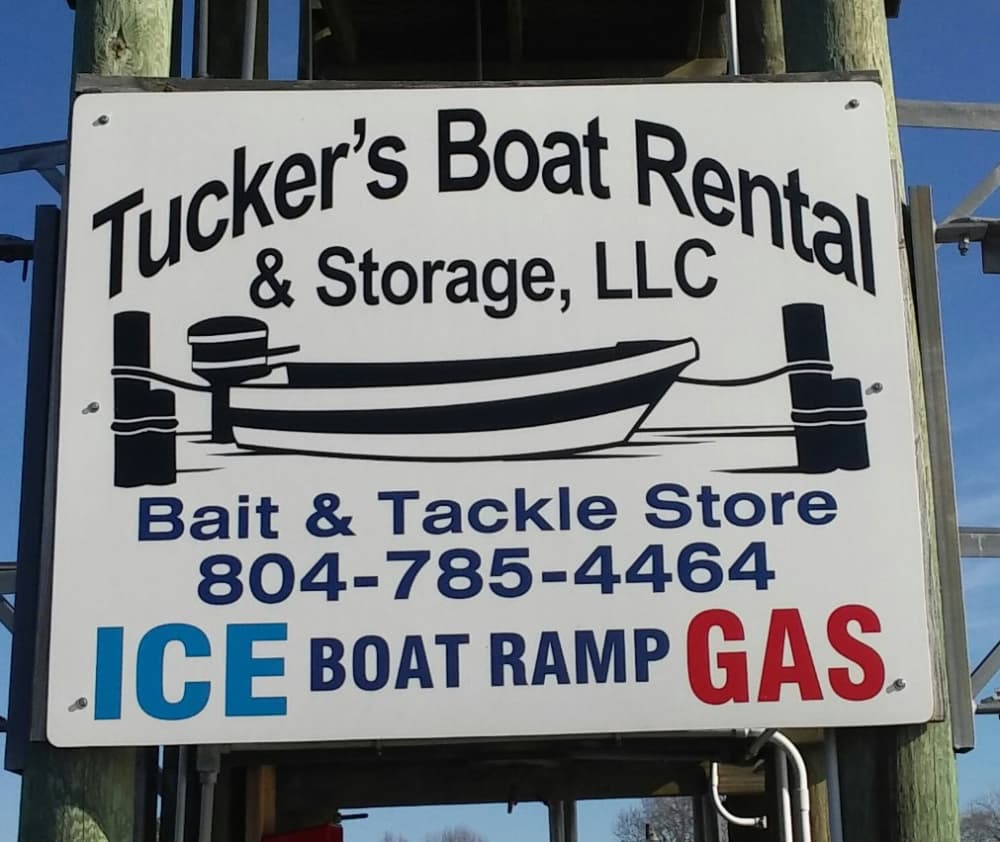 Tucker's Boat Rental
& Storage, LLC
Bait & Tackle Store
804-785-4464
ICE BOAT RAMP GAS